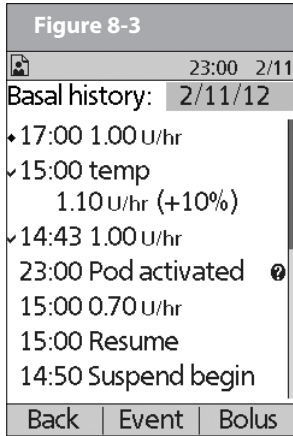 Figure 8-3
23:00 2/11
Basal history: 2/11/12
17:00 1.00 U/hr
15:00 temp
1.10 U/hr (+10%)
14:43 1.00 U/hr
23:00 Pod activated ?
15:00 0.70 U/hr
15:00 Resume
14:50 Suspend begin
Back | Event | Bolus